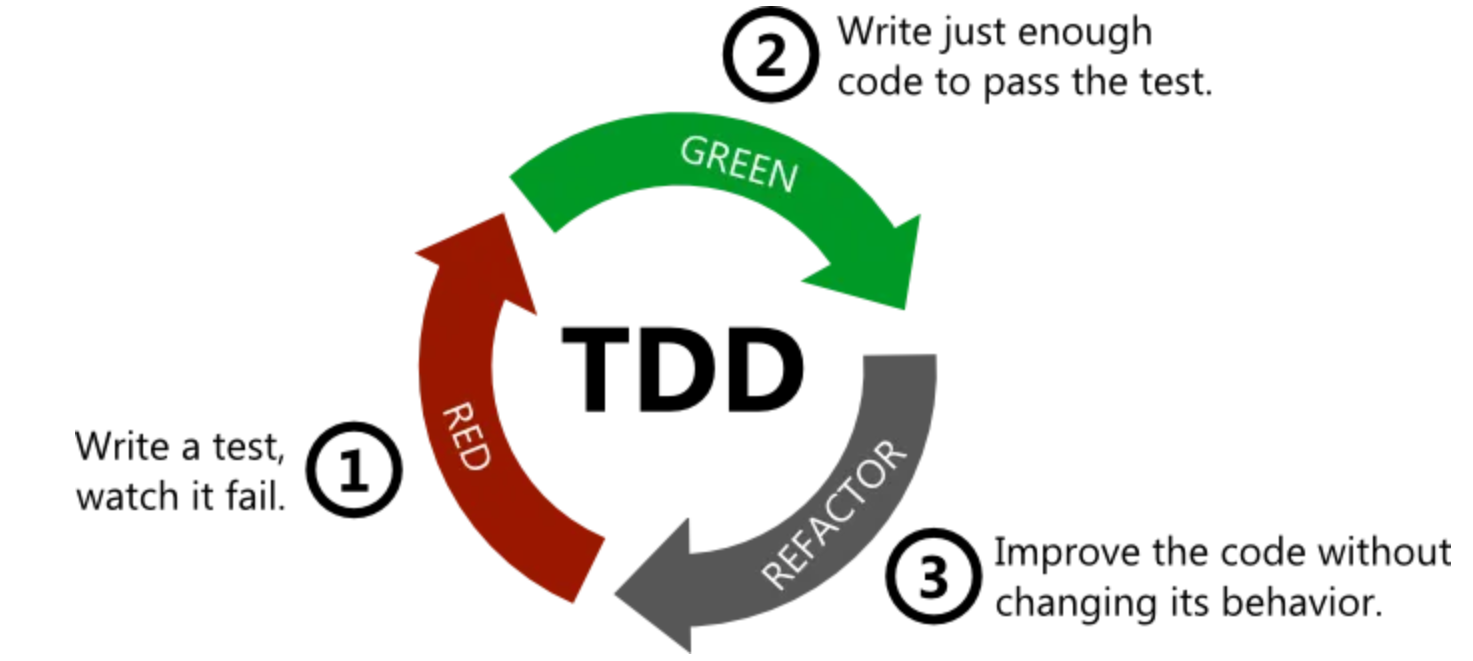 2
Write just enough
code to pass the test.
GREEN
TDD
RED
Write a test,
watch it fail.
1
REFACTOR
3
Improve the code without
changing its behavior.